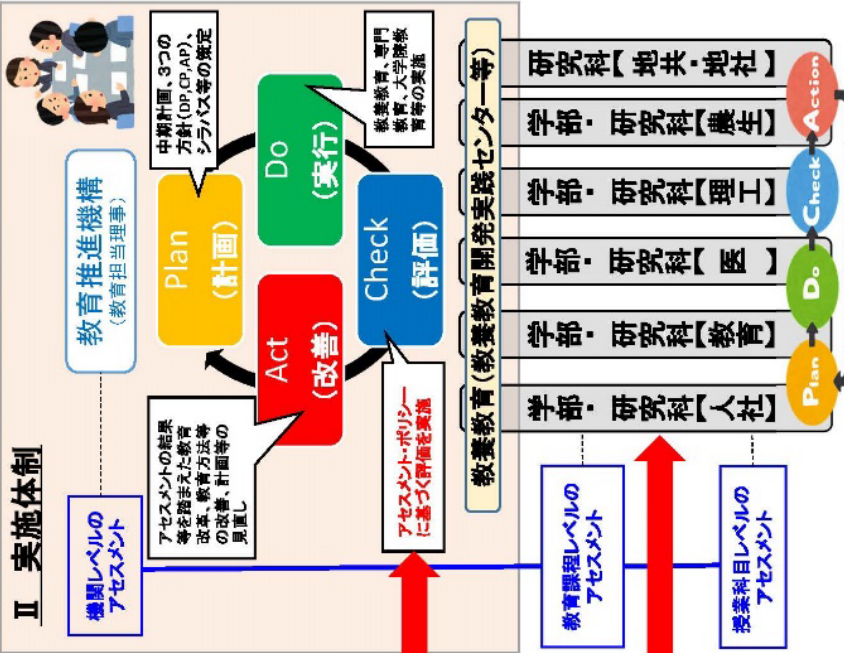 Ⅱ 実施体制
機関レベルの
アセスメント
教育推進機構
(教育担当理事)
アセスメントの結果
等を踏まえた教育
改革、教育方法等
の改善、計画等の
見直し
Plan
(計画)
中期計画、3つの
方針(DP,CP,AP)、
シラバス等の策定
Act
(改善)
Do
(実行)
教養教育、専門
教育、大学院教
育等の実施
Check
(評価)
アセスメント・ポリシー
に基づく評価を実施
教養教育(教養教育開発実践センター等)
教育課程レベルの
アセスメント
学部・研究科【人社】
学部・研究科【教育】
学部・研究科【医】
学部・研究科【理工】
学部・研究科【農生】
研究科【地共・地社】
授業科目レベルの
アセスメント
Plan
Do
Check
Action